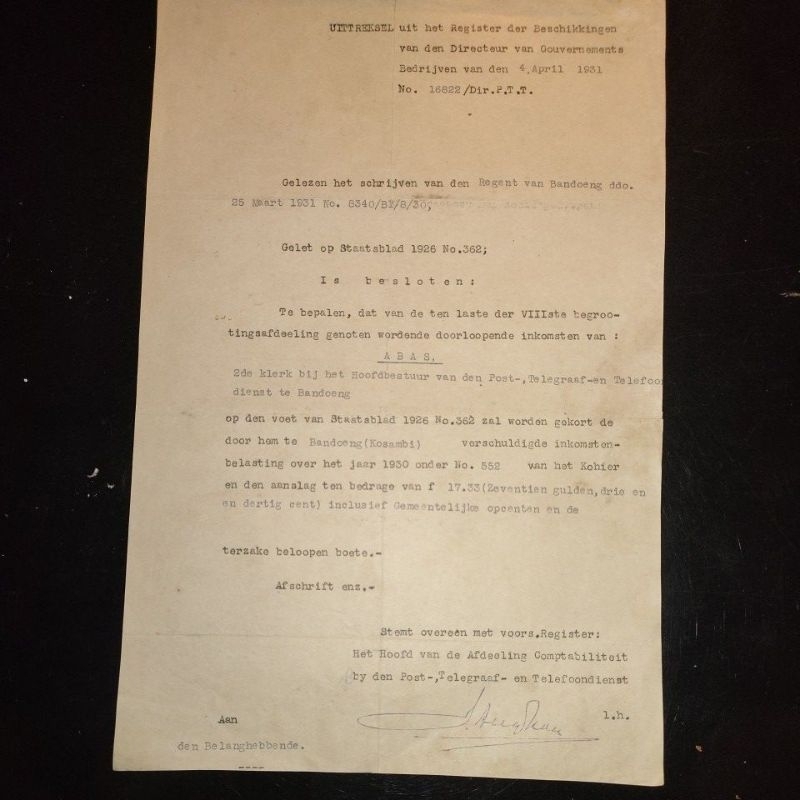 UITTREKSEL uit het Register der Beschikkingen
van den Directeur van Gouvernements
Bedrijven van den 4 April 1931
No. 16822/Dir.P.T.T.
Gelezen het schrijven van den Regent van Bandoeng ddo.
25 Maart 1931 No. 8340/BI/8/30;
Gelet op Staatsblad 1926 No.362;
Is besloten:
Te bepalen, dat van de ten laste der VIIIste begroo-
tingsafdeeling genoten wordende doorloopende inkomsten van :
ABAS.
2de klerk bij het Hoofdbestuur van den Post-,Telegraaf-en Telefoon
dienst te Bandoeng
op den voet van Staatsblad 1926 No.362 zal worden gekort de
door hem te Bandoeng(Kosambi) verschuldigde inkomsten-
belasting over het jaar 1930 onder No. 552 van het Kohier
en den aanslag ten bedrage van f 17.33(Zeventien gulden,drie en
en dertig cent) inclusief Gemeentelijke opcenten en de
terzake beloopen boete.-
Afschrift enz.-
Stemt overeen met voors.Register:
Het Hoofd van de Afdeeling Comptabiliteit
by den Post-,Telegraaf- en Telefoondienst
l.h.
Aan
den Belanghebbende.